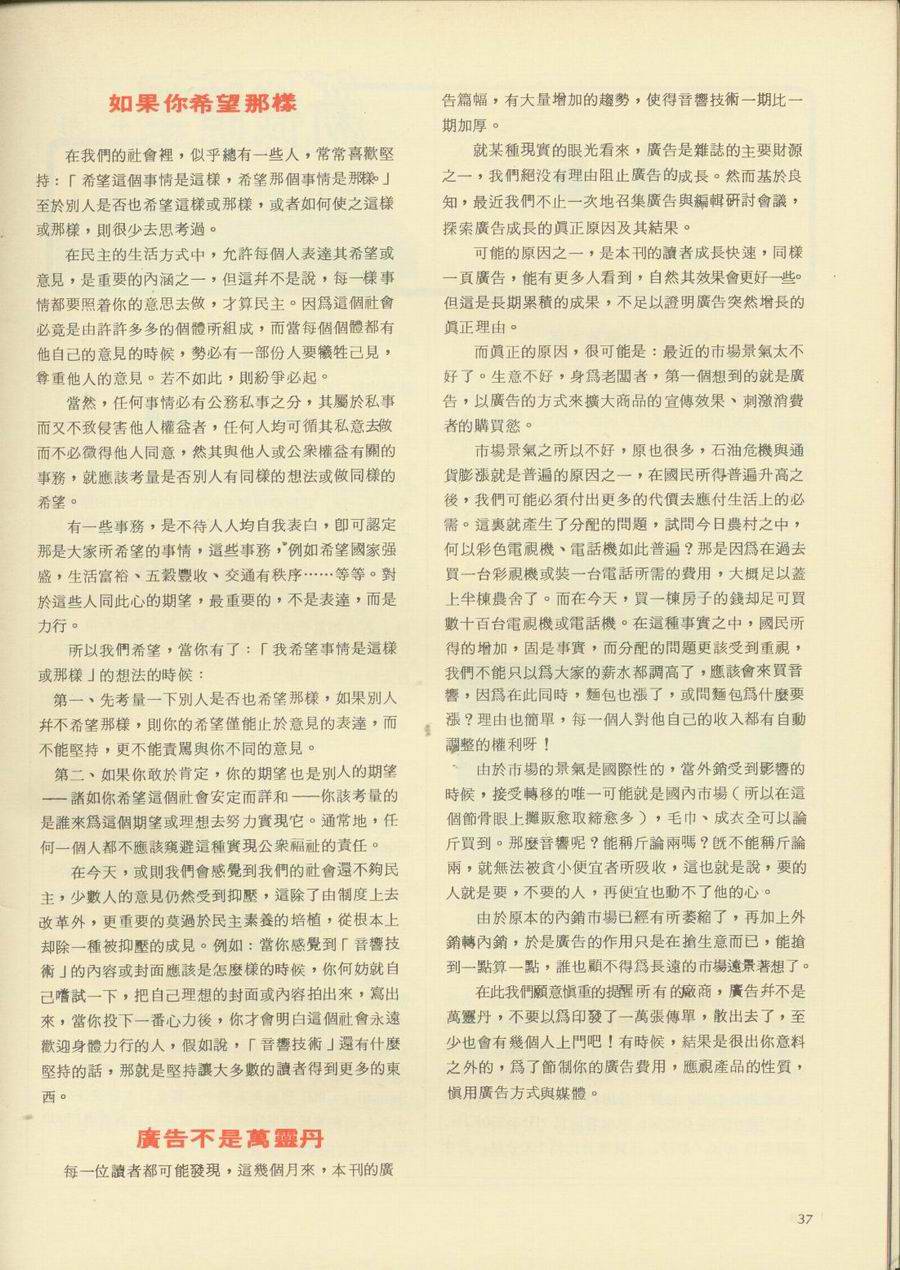 如果你希望那樣
在我們的社會裡，似乎總有一些人，常常喜歡堅
持：「希望這個事情是這樣，希望那個事情是那樣。」
至於別人是否也希望這樣或那樣，或者如何使之這樣
或那樣，則很少去思考過。
在民主的生活方式中，允許每個人表達其希望或
意見，是重要的內涵之一，但這幷不是說，每一樣事
情都要照着你的意思去做，才算民主。因爲這個社會
必竟是由許許多多的個體所組成，而當每個個體都有
他自己的意見的時候，勢必有一部份人要犧牲己見，
尊重他人的意見。若不如此，則紛爭必起。
當然，任何事情必有公務私事之分，其屬於私事
而又不致侵害他人權益者，任何人均可循其私意去做
而不必徵得他人同意，然其與他人或公衆權益有關的
事務，就應該考量是否別人有同樣的想法或做同樣的
希望。
有一些事務，是不待人人均自我表白，卽可認定
那是大家所希望的事情，這些事務，例如希望國家强
盛，生活富裕、五穀豐收、交通有秩序……等等。對
於這些人同此心的期望，最重要的，不是表達，而是
力行。
所以我們希望，當你有了：「我希望事情是這樣
或那樣」的想法的時候：
第一、先考量一下別人是否也希望那樣，如果別人
幷不希望那樣，則你的希望僅能止於意見的表達，而
不能堅持，更不能責罵與你不同的意見。
第二、如果你敢於肯定，你的期望也是別人的期望
——諸如你希望這個社會安定而詳和——你該考量的
是誰來爲這個期望或理想去努力實現它。通常地，任
何一個人都不應該窺避這種實現公衆福祉的責任。
在今天，或則我們會感覺到我們的社會還不夠民
主，少數人的意見仍然受到抑壓，這除了由制度上去
改革外，更重要的莫過於民主素養的培植，從根本上
却除一種被抑壓的成見。例如：當你感覺到「音響技
術」的內容或封面應該是怎麼樣的時候，你何妨就自
己嚐試一下，把自己理想的封面或內容拍出來，寫出
來，當你投下一番心力後，你才會明白這個社會永遠
歡迎身體力行的人，假如說，「音響技術」還有什麼
堅持的話，那就是堅持讓大多數的讀者得到更多的東
西。
廣告不是萬靈丹
每一位讀者都可能發現，這幾個月來，本刊的廣
告篇幅，有大量增加的趨勢，使得音響技術一期比一
期加厚。
就某種現實的眼光看來，廣告是雜誌的主要財源
之一，我們絕沒有理由阻止廣告的成長。然而基於良
知，最近我們不止一次地召集廣告與編輯研討會議，
探索廣告成長的眞正原因及其結果。
可能的原因之一，是本刊的讀者成長快速，同樣
一頁廣告，能有更多人看到，自然其效果會更好一些。
但這是長期累積的成果，不足以證明廣告突然增長的
眞正理由。
而眞正的原因，很可能是：最近的市場景氣太不
好了。生意不好，身爲老闆者，第一個想到的就是廣
告，以廣告的方式來擴大商品的宣傳效果、刺激消費
者的購買慾。
市場景氣之所以不好，原也很多，石油危機與通
貨膨漲就是普遍的原因之一，在國民所得普遍升高之
後，我們可能必須付出更多的代價去應付生活上的必
需。這裏就產生了分配的問題，試問今日農村之中，
何以彩色電視機、電話機如此普遍？那是因爲在過去
買一台彩視機或裝一台電話所需的費用，大概足以蓋
上半棟農舍了。而在今天，買一棟房子的錢却足可買
數十百台電視機或電話機。在這種事實之中，國民所
得的增加，固是事實，而分配的問題更該受到重視，
我們不能只以爲大家的薪水都調高了，應該會來買音
響，因爲在此同時，麵包也漲了，或問麵包爲什麼要
漲？理由也簡單，每一個人對他自己的收入都有自動
調整的權利呀！
由於市場的景氣是國際性的，當外銷受到影響的
時候，接受轉移的唯一可能就是國內市場（所以在這
個節骨眼上攤販愈取締愈多），毛巾、成衣全可以論
斤買到。那麼音響呢？能稱斤論兩嗎？旣不能稱斤論
兩，就無法被貪小便宜者所吸收，這也就是說，要的
人就是要，不要的人，再便宜也動不了他的心。
由於原本的內銷市場已經有所萎縮了，再加上外
銷轉內銷，於是廣告的作用只是在搶生意而已，能搶
到一點算一點，誰也顧不得爲長遠的市場遠景著想了。
在此我們願意愼重的提醒所有的廠商，廣告幷不是
萬靈丹，不要以爲印發了一萬張傳單，散出去了，至
少也會有幾個人上門吧！有時候，結果是很出你意料
之外的，爲了節制你的廣告費用，應視產品的性質，
愼用廣告方式與媒體。
37